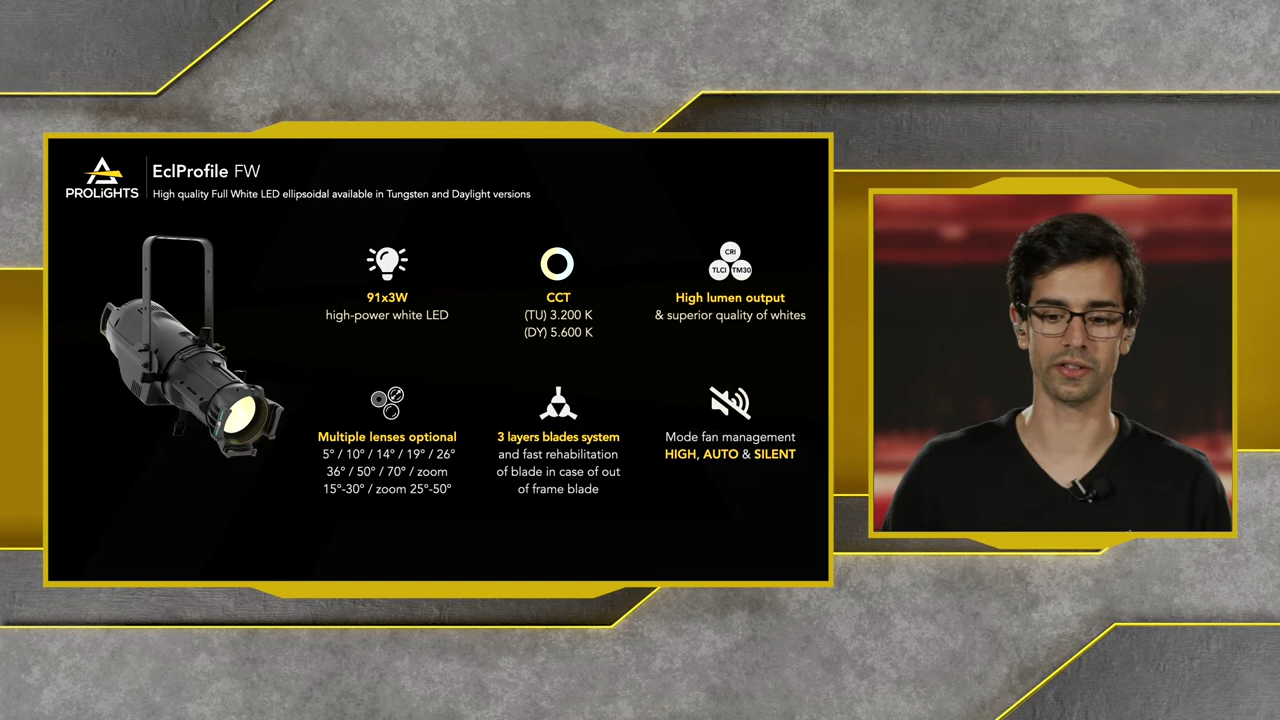 PROLIGHTS
EclProfile FW
High quality Full White LED ellipsoidal available in Tungsten and Daylight versions
91x3W
high-power white LED
CCT
(TU) 3.200 K
(DY) 5.600 K
CRI
TLCI TM30
High lumen output
& superior quality of whites
Multiple lenses optional
5° / 10° / 14° / 19° / 26°
36° / 50° / 70° / zoom
15°-30° / zoom 25°-50°
3 layers blades system
and fast rehabilitation
of blade in case of out
of frame blade
Mode fan management
HIGH, AUTO & SILENT